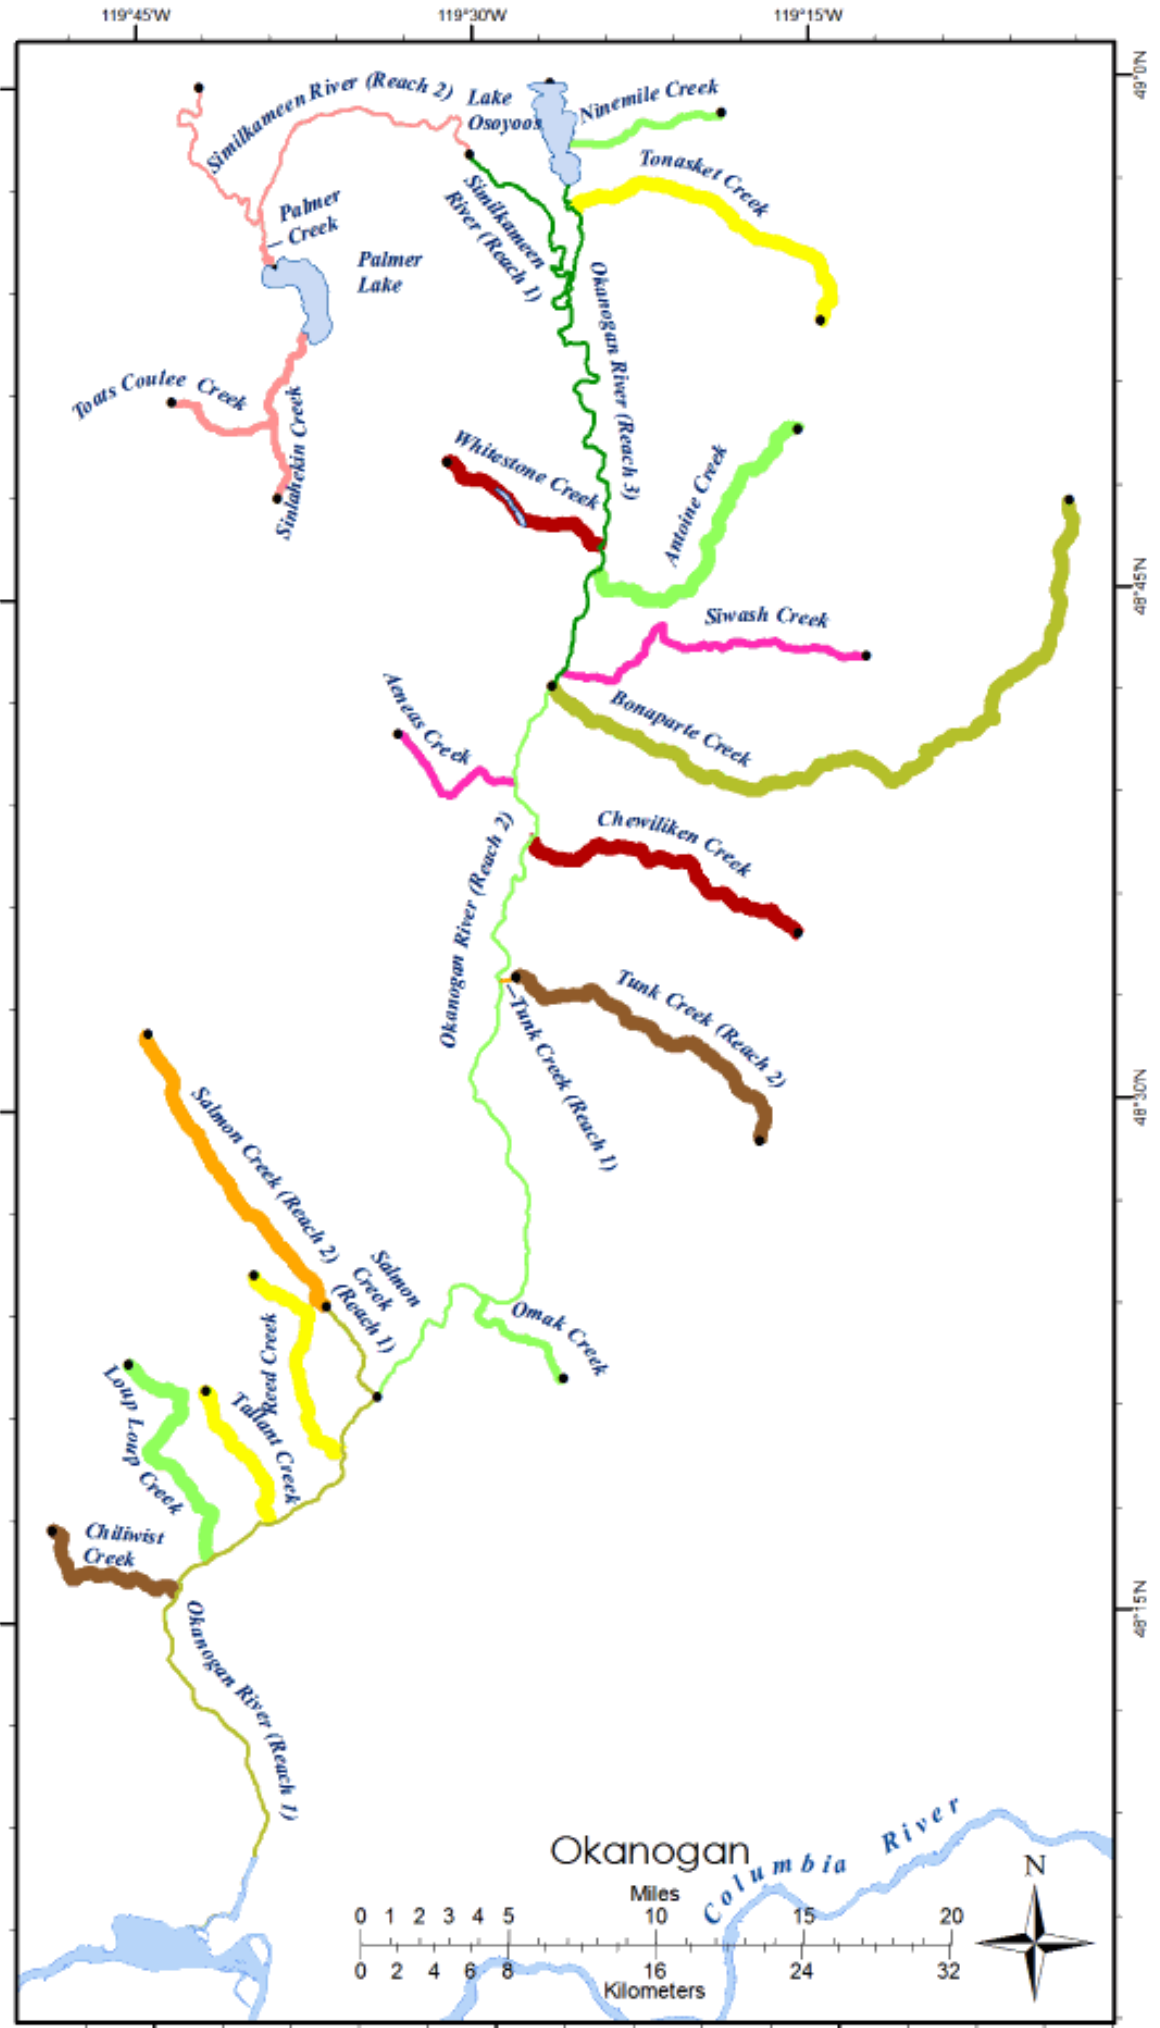 119°45'W 119°30'W 119°15'W
49°0'N
Similkameen River (Reach 2)
Lake
Osoyoos
Ninemile Creek
Tonasket Creek
Palmer
Creek
Similkameen
River (Reach 1)
Palmer
Lake
Okanogan River (Reach 3)
Toats Coulee Creek
Sinlahekin Creek
Whitestone Creek
Antoine Creek
48°45'N
Siwash Creek
Aeneas Creek
Bonaparte Creek
Okanogan River (Reach 2)
Chewiliken Creek
Tunk Creek (Reach 2)
Tunk Creek (Reach 1)
48°30'N
Salmon Creek (Reach 2)
Salmon
Creek
(Reach 1)
Omak Creek
Reed Creek
Loup Loup Creek
Tallant Creek
Chiliwist
Creek
48°15'N
Okanogan River (Reach 1)
Okanogan
Columbia River
N
Miles
0 1 2 3 4 5 10 15 20
0 2 4 6 8 16 24 32
Kilometers